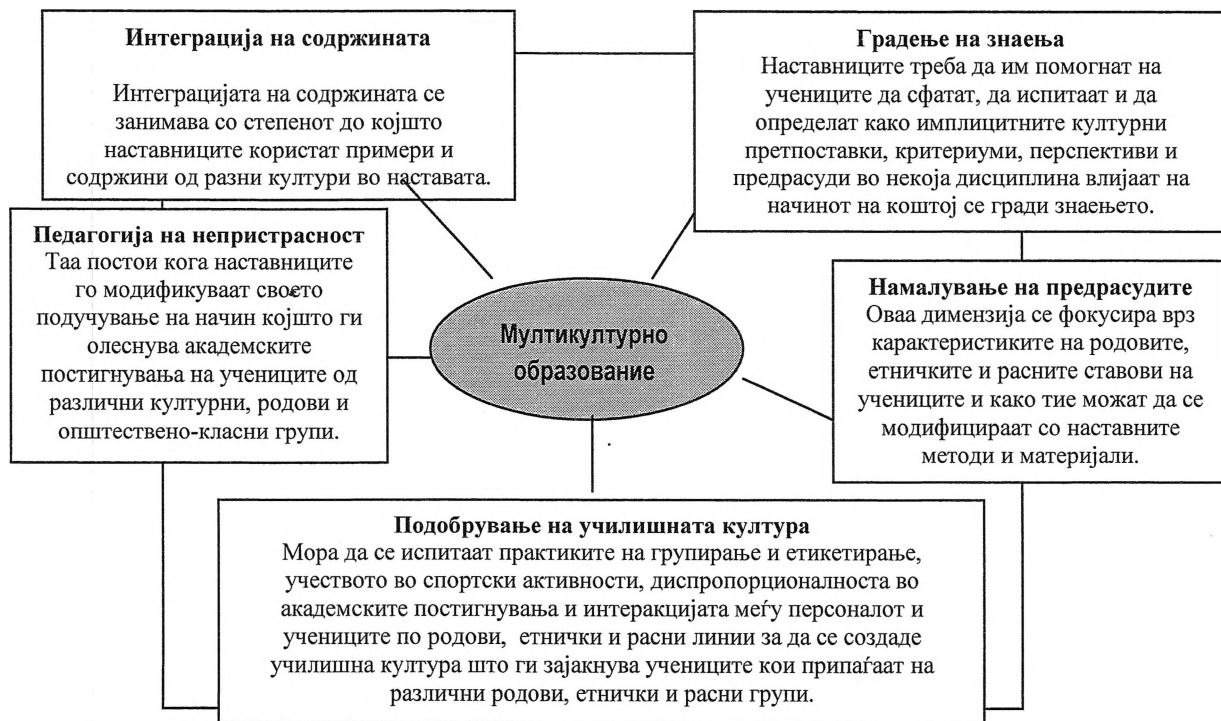 Интеграција на содржината
Интеграцијата на содржината се
занимава со степенот до којшто
наставниците користат примери и
содржини од разни култури во наставата.
Градење на знаења
Наставниците треба да им помогнат на
учениците да сфатат, да испитаат и да
определат како имплицитните културни
претпоставки, критериуми, перспективи и
предрасуди во некоја дисциплина влијаат на
начинот на коштој се гради знаењето.
Педагогија на непристрасност
Таа постои кога наставниците
го модификуваат своето
подучување на начин којшто ги
олеснува академските
постигнувања на учениците од
различни културни, родови и
општествено-класни групи.
Мултикултурно
образование
Намалување на предрасудите
Оваа димензија се фокусира врз
карактеристиките на родовите,
етничките и расните ставови на
учениците и како тие можат да се
модифицираат со наставните
методи и материјали.
Подобрување на училишната култура
Мора да се испитаат практиките на групирање и етикетирање,
учеството во спортски активности, диспропорционалноста во
академските постигнувања и интеракцијата меѓу персоналот и
учениците по родови, етнички и расни линии за да се создаде
училишна култура што ги зајакнува учениците кои припаѓаат на
различни родови, етнички и расни групи.